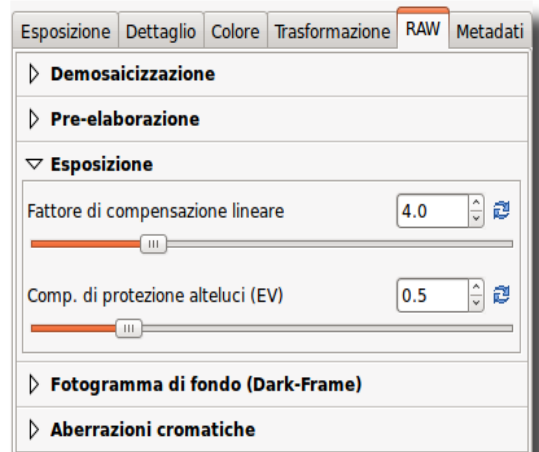 Esposizione Dettaglio Colore Trasformazione RAW Metadati
Demosaicizzazione
Pre-elaborazione
Esposizione
Fattore di compensazione lineare 4.0
Comp. di protezione alteluci (EV) 0.5
Fotogramma di fondo (Dark-Frame)
Aberrazioni cromatiche